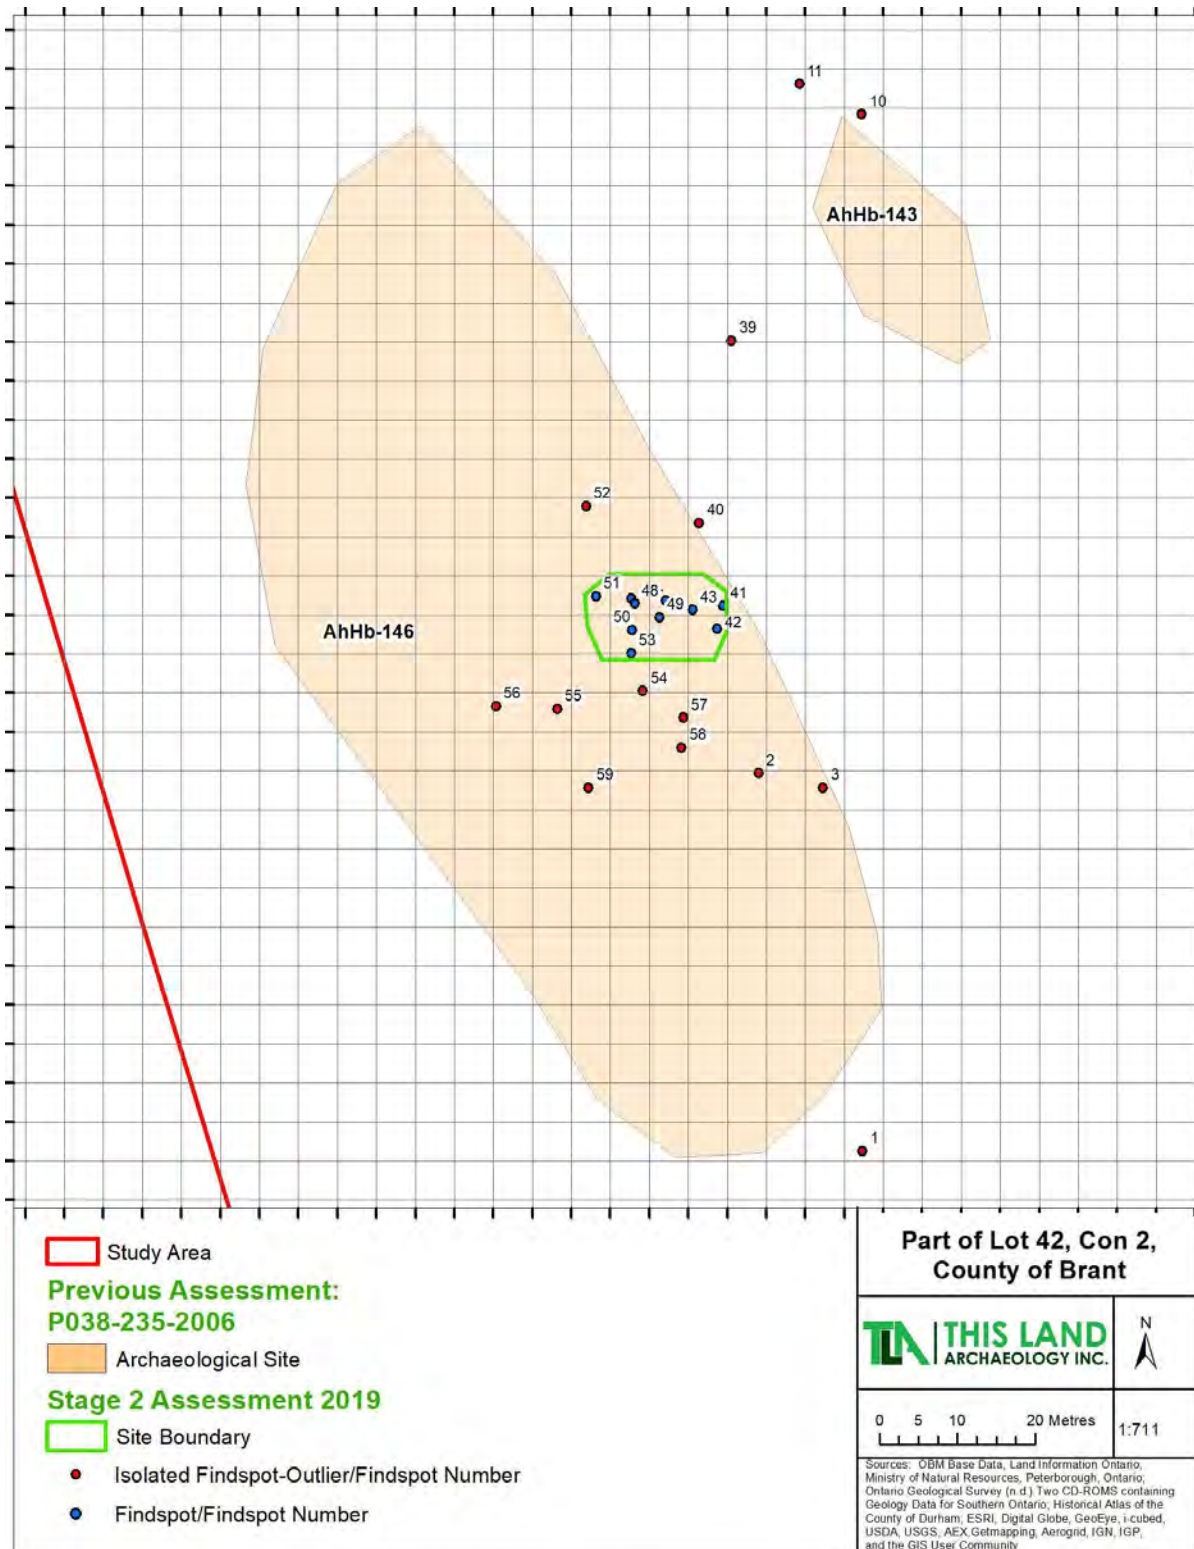 11
10
AhHb-143
39
52
40
51
48
49
43
41
50
42
53
AhHb-146
54
56
55
57
58
2
59
3
1
Study Area
Previous Assessment:
P038-235-2006
Archaeological Site
Stage 2 Assessment 2019
Site Boundary
Isolated Findspot-Outlier/Findspot Number
Findspot/Findspot Number
Part of Lot 42, Con 2,
County of Brant
TLA THIS LAND
ARCHAEOLOGY INC.
N
0 5 10 20 Metres
1:711
Sources: OBM Base Data, Land Information Ontario,
Ministry of Natural Resources, Peterborough, Ontario;
Ontario Geological Survey (n.d.) Two CD-ROMS containing
Geology Data for Southern Ontario; Historical Atlas of the
County of Durham; ESRI, Digital Globe, GeoEye, i-cubed,
USDA, USGS, AEX, Getmapping, Aerogrid, IGN, IGP,
and the GIS User Community